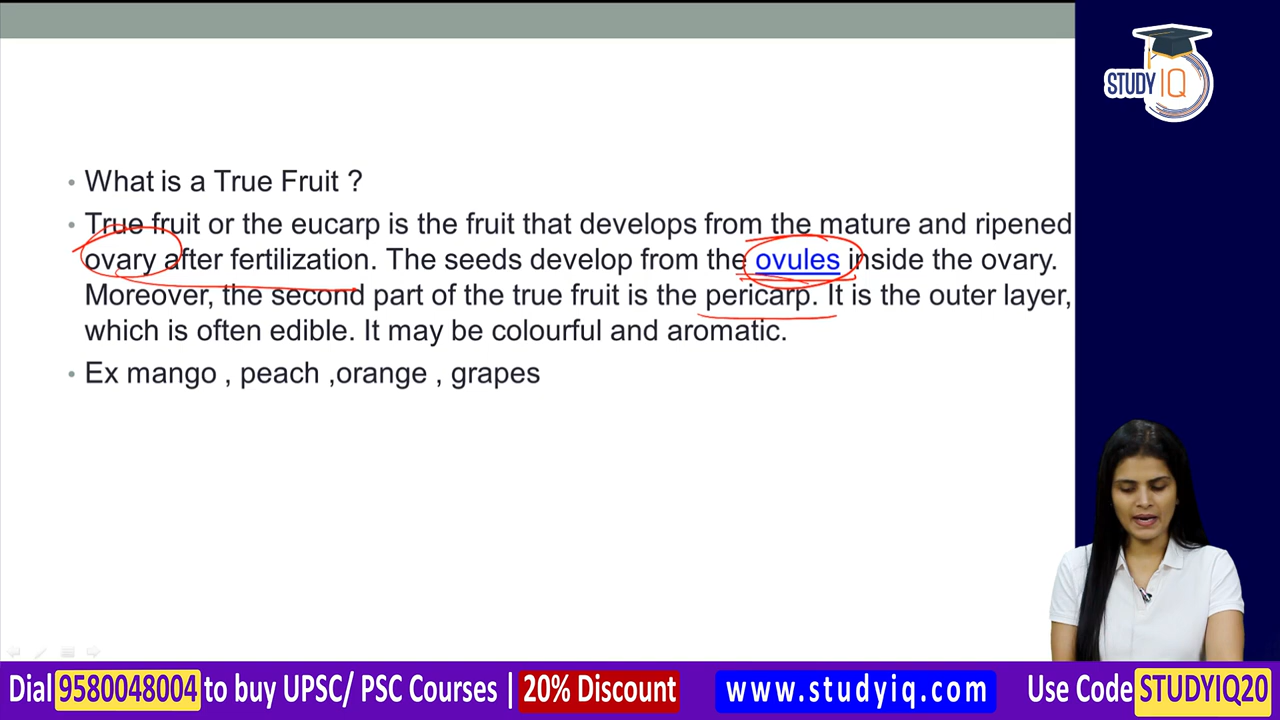 STUDY IQ
What is a True Fruit ?
True fruit or the eucarp is the fruit that develops from the mature and ripened
ovary after fertilization. The seeds develop from the ovules inside the ovary.
Moreover, the second part of the true fruit is the pericarp. It is the outer layer,
which is often edible. It may be colourful and aromatic.
Ex mango , peach ,orange , grapes
Dial 9580048004 to buy UPSC/ PSC Courses | 20% Discount www.studyiq.com Use Code STUDYIQ20